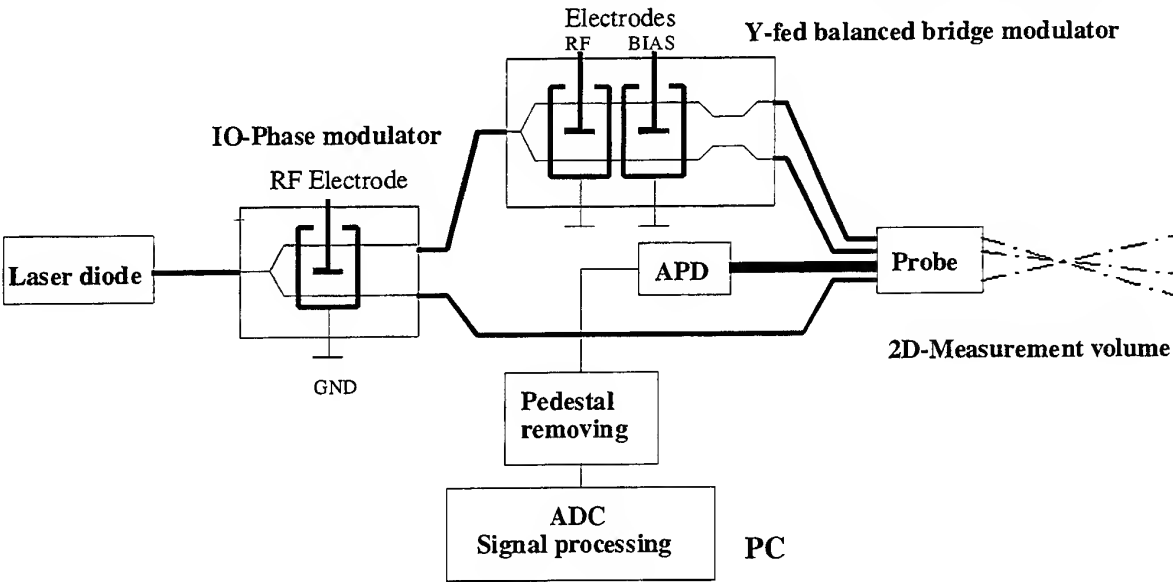 Electrodes
RF BIAS
Y-fed balanced bridge modulator
IO-Phase modulator
RF Electrode
Laser diode
APD
Probe
2D-Measurement volume
GND
Pedestal
removing
ADC
Signal processing
PC